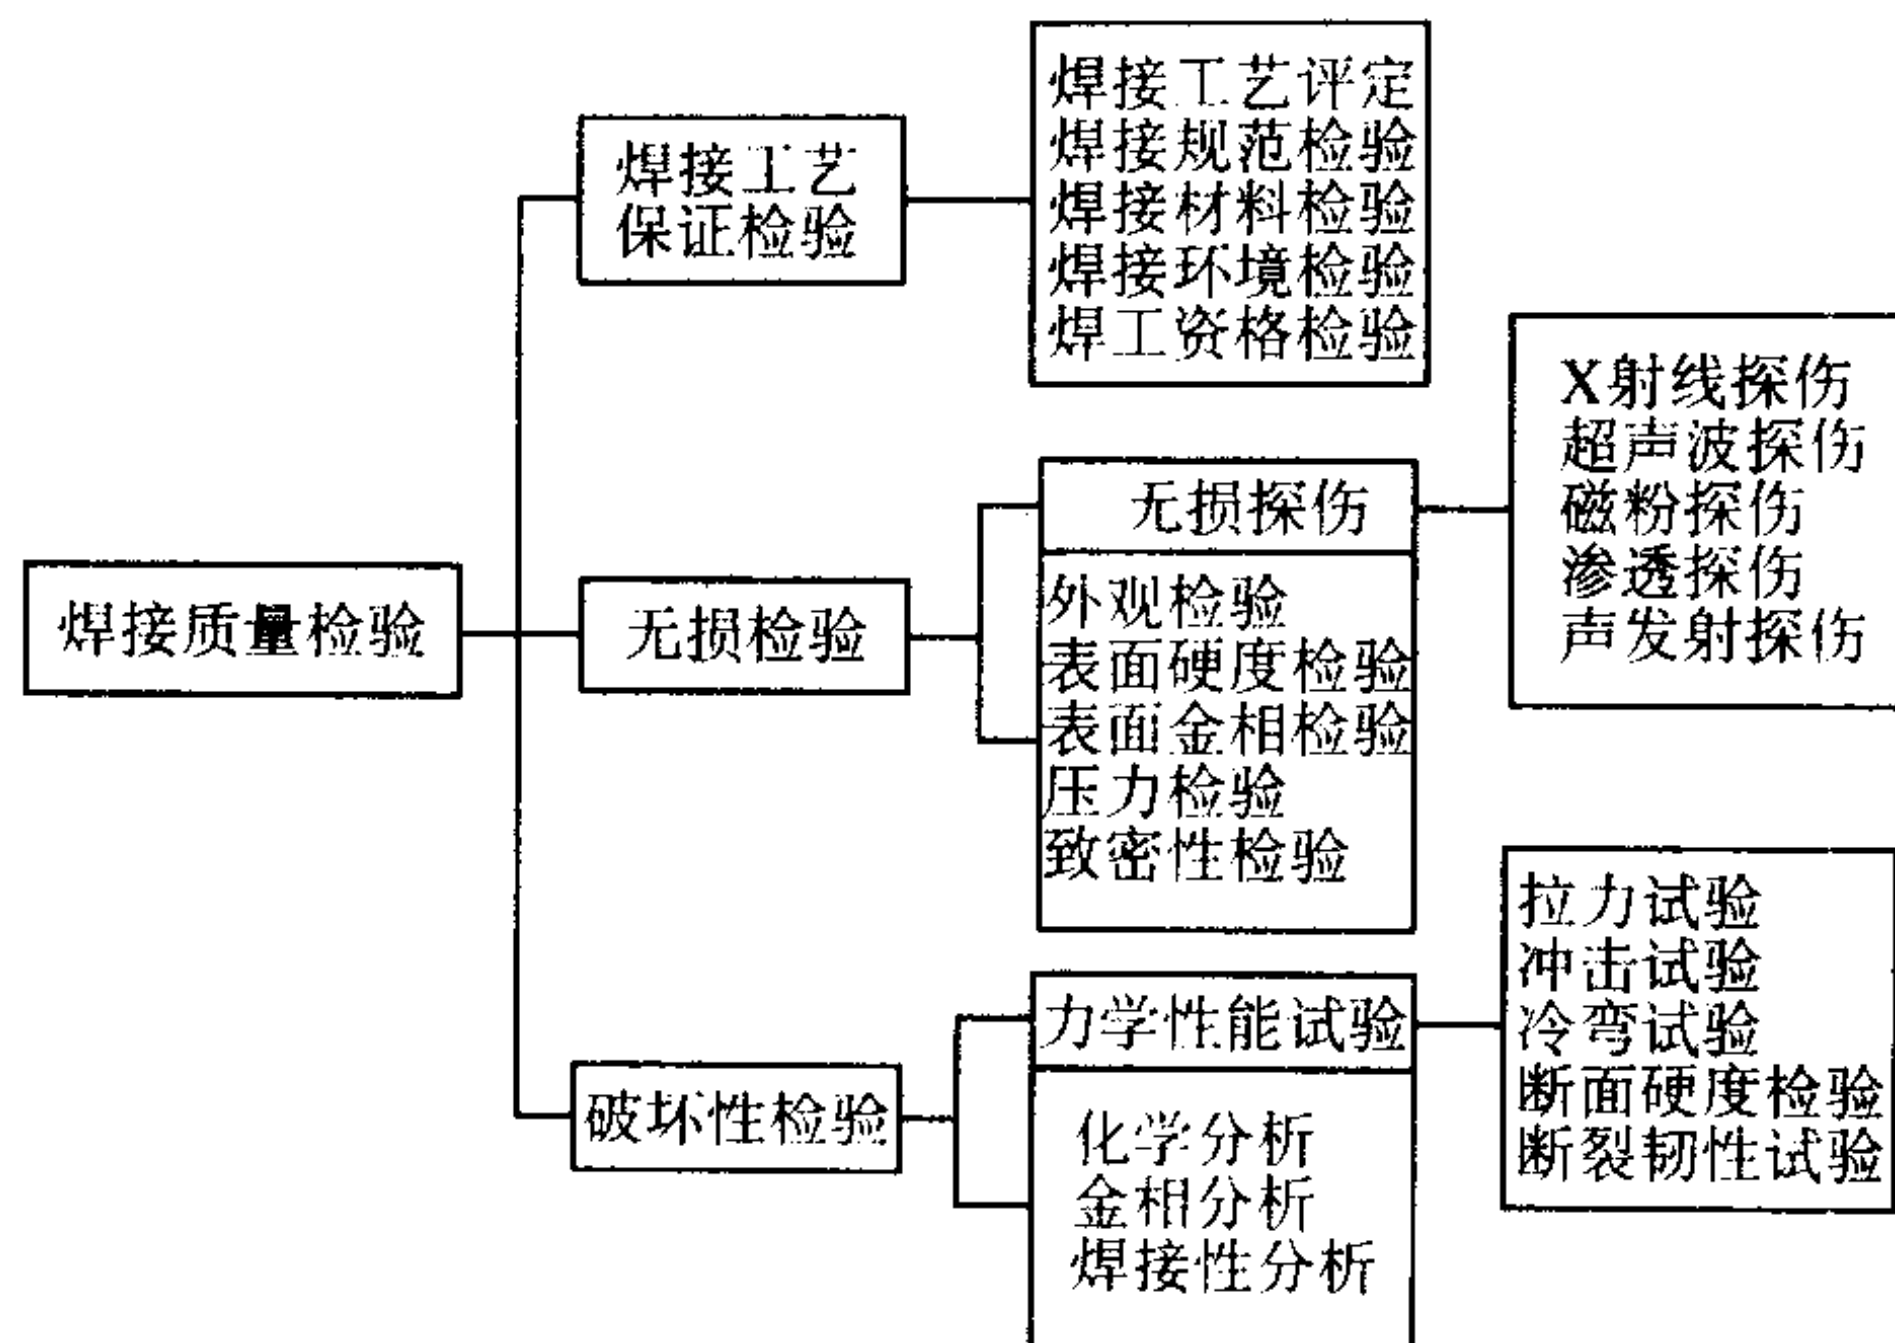 焊接质量检验
焊接工艺
保证检验
焊接工艺评定
焊接规范检验
焊接材料检验
焊接环境检验
焊工资格检验
无损检验
无损探伤
X射线探伤
超声波探伤
磁粉探伤
渗透探伤
声发射探伤
外观检验
表面硬度检验
表面金相检验
压力检验
致密性检验
破坏性检验
力学性能试验
拉力试验
冲击试验
冷弯试验
断面硬度检验
断裂韧性试验
化学分析
金相分析
焊接性分析